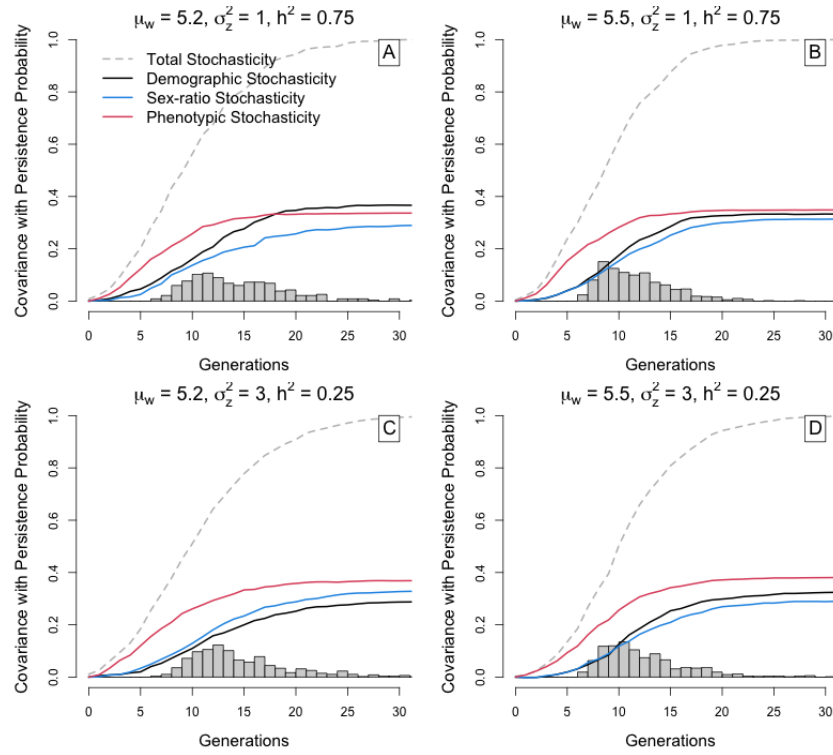 μw = 5.2, σz² = 1, h² = 0.75
A
Total Stochasticity
Demographic Stochasticity
Sex-ratio Stochasticity
Phenotypic Stochasticity
Covariance with Persistence Probability
0.0 0.2 0.4 0.6 0.8 1.0
0 5 10 15 20 25 30
Generations
μw = 5.5, σz² = 1, h² = 0.75
B
Covariance with Persistence Probability
0.0 0.2 0.4 0.6 0.8 1.0
0 5 10 15 20 25 30
Generations
μw = 5.2, σz² = 3, h² = 0.25
C
Covariance with Persistence Probability
0.0 0.2 0.4 0.6 0.8 1.0
0 5 10 15 20 25 30
Generations
μw = 5.5, σz² = 3, h² = 0.25
D
Covariance with Persistence Probability
0.0 0.2 0.4 0.6 0.8 1.0
0 5 10 15 20 25 30
Generations